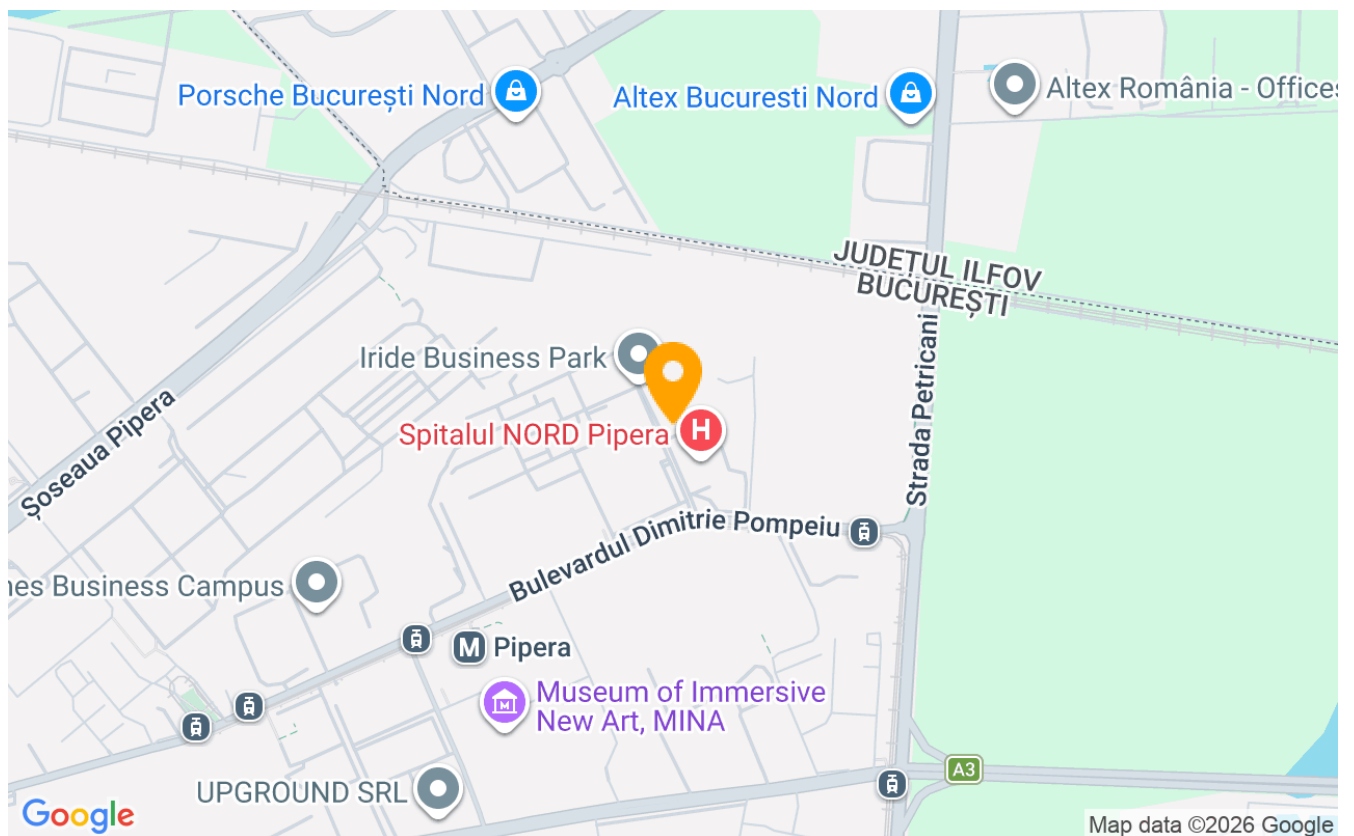 Porsche București Nord
Altex Bucuresti Nord
Altex România - Offices
JUDEȚUL ILFOV
BUCUREȘTI
Iride Business Park
Șoseaua Pipera
Spitalul NORD Pipera
H
Strada Petricani
Bulevardul Dimitrie Pompeiu
nes Business Campus
M Pipera
Museum of Immersive
New Art, MINA
A3
UPGROUND SRL
Google
Map data ©2026 Google